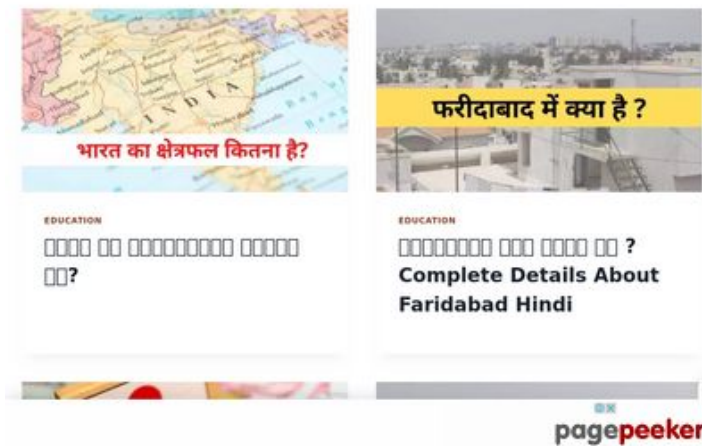 INDIA
भारत का क्षेत्रफल कितना है?
EDUCATION
?
फरीदाबाद में क्या है ?
EDUCATION
?
Complete Details About
Faridabad Hindi
pagepeeker